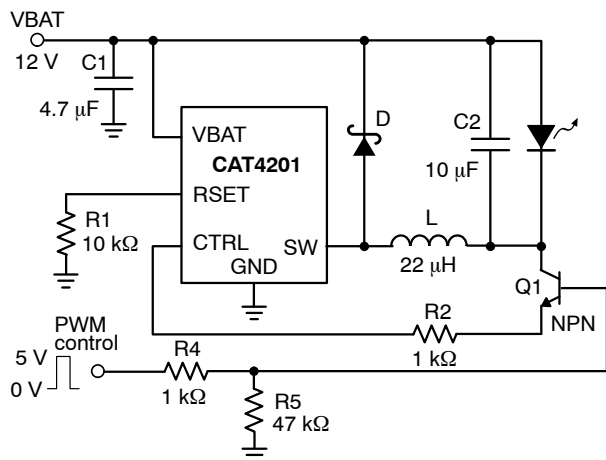 VBAT
12 V
C1
4.7 μF
VBAT
CAT4201
RSET
CTRL
SW
GND
D
C2
10 μF
L
22 μH
R1
10 kΩ
Q1
NPN
R2
1 kΩ
PWM
control
5 V
0 V
R4
1 kΩ
R5
47 kΩ